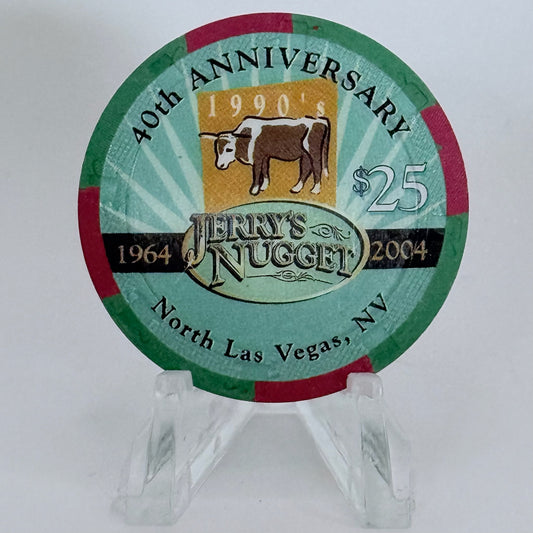 40th ANNIVERSARY
1990's
$25
JERRY'S
NUGGET
1964
2004
North Las Vegas, NV